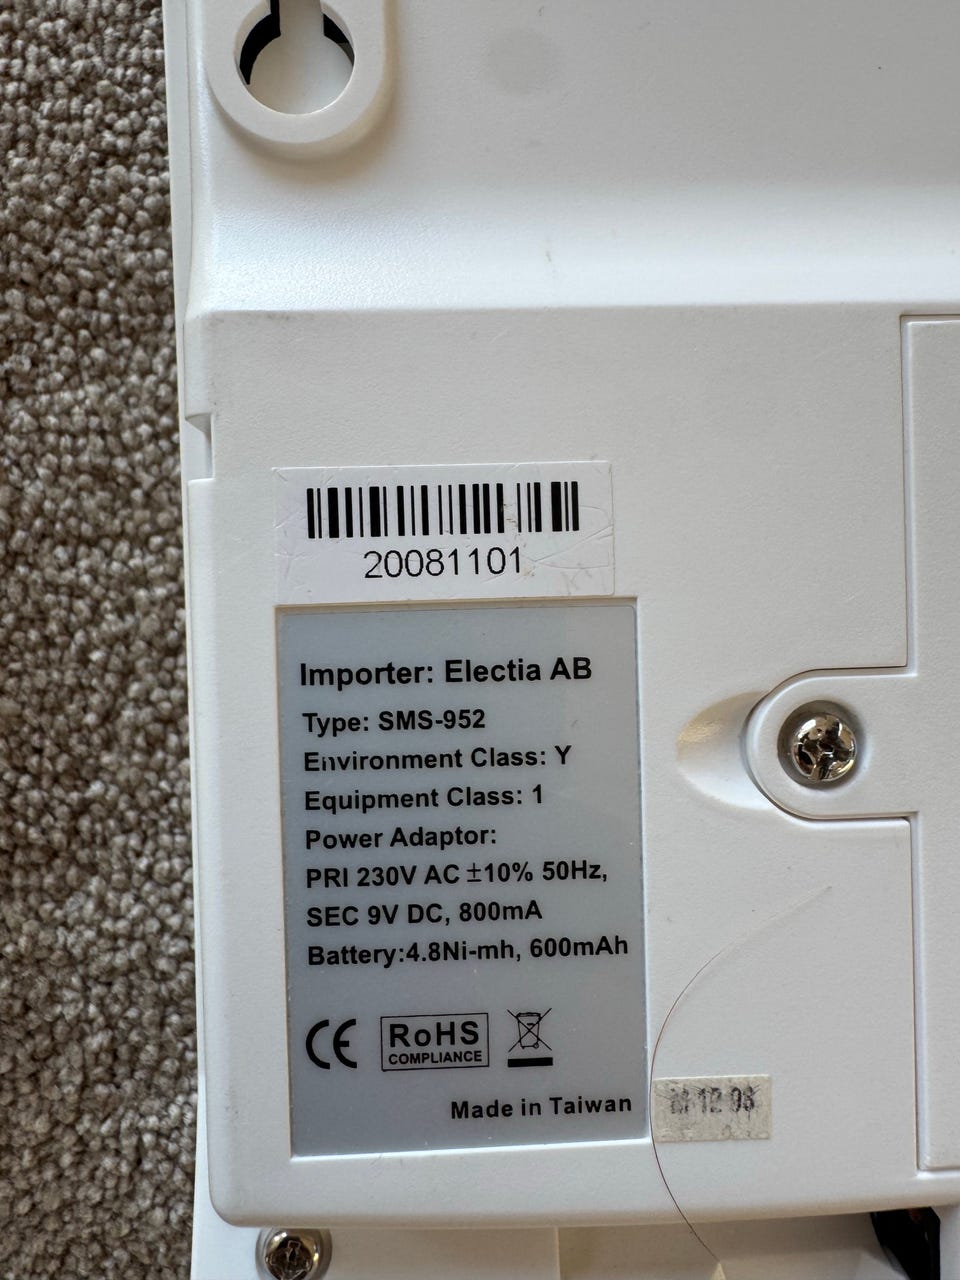 20081101
Importer: Electia AB
Type: SMS-952
Environment Class: Y
Equipment Class: 1
Power Adaptor:
PRI 230V AC ±10% 50Hz,
SEC 9V DC, 800mA
Battery:4.8Ni-mh, 600mAh
CE
RoHS
COMPLIANCE
Made in Taiwan
12